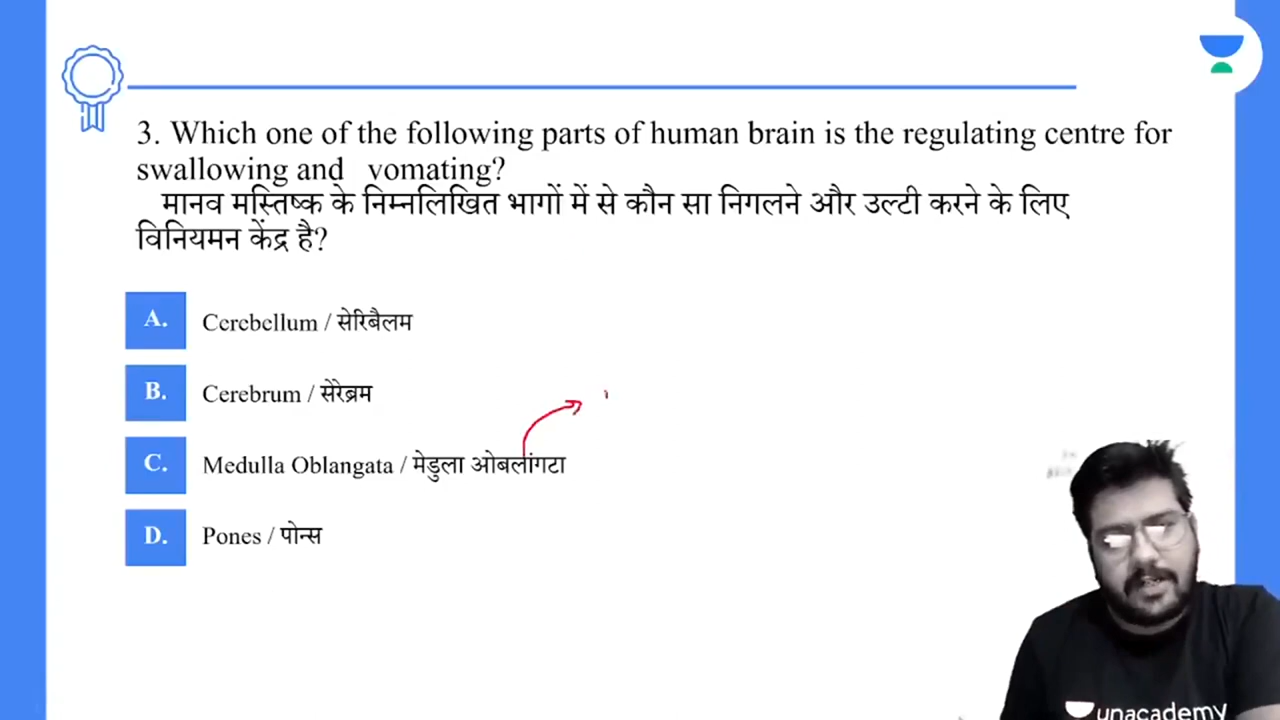 3. Which one of the following parts of human brain is the regulating centre for
swallowing and vomating?
मानव मस्तिष्क के निम्नलिखित भागों में से कौन सा निगलने और उल्टी करने के लिए
विनियमन केंद्र है?
A. Cerebellum / सेरिबैलम
B. Cerebrum / सेरेब्रम
C. Medulla Oblangata / मेडुला ओबलांगटा
D. Pones / पोन्स
unacademy